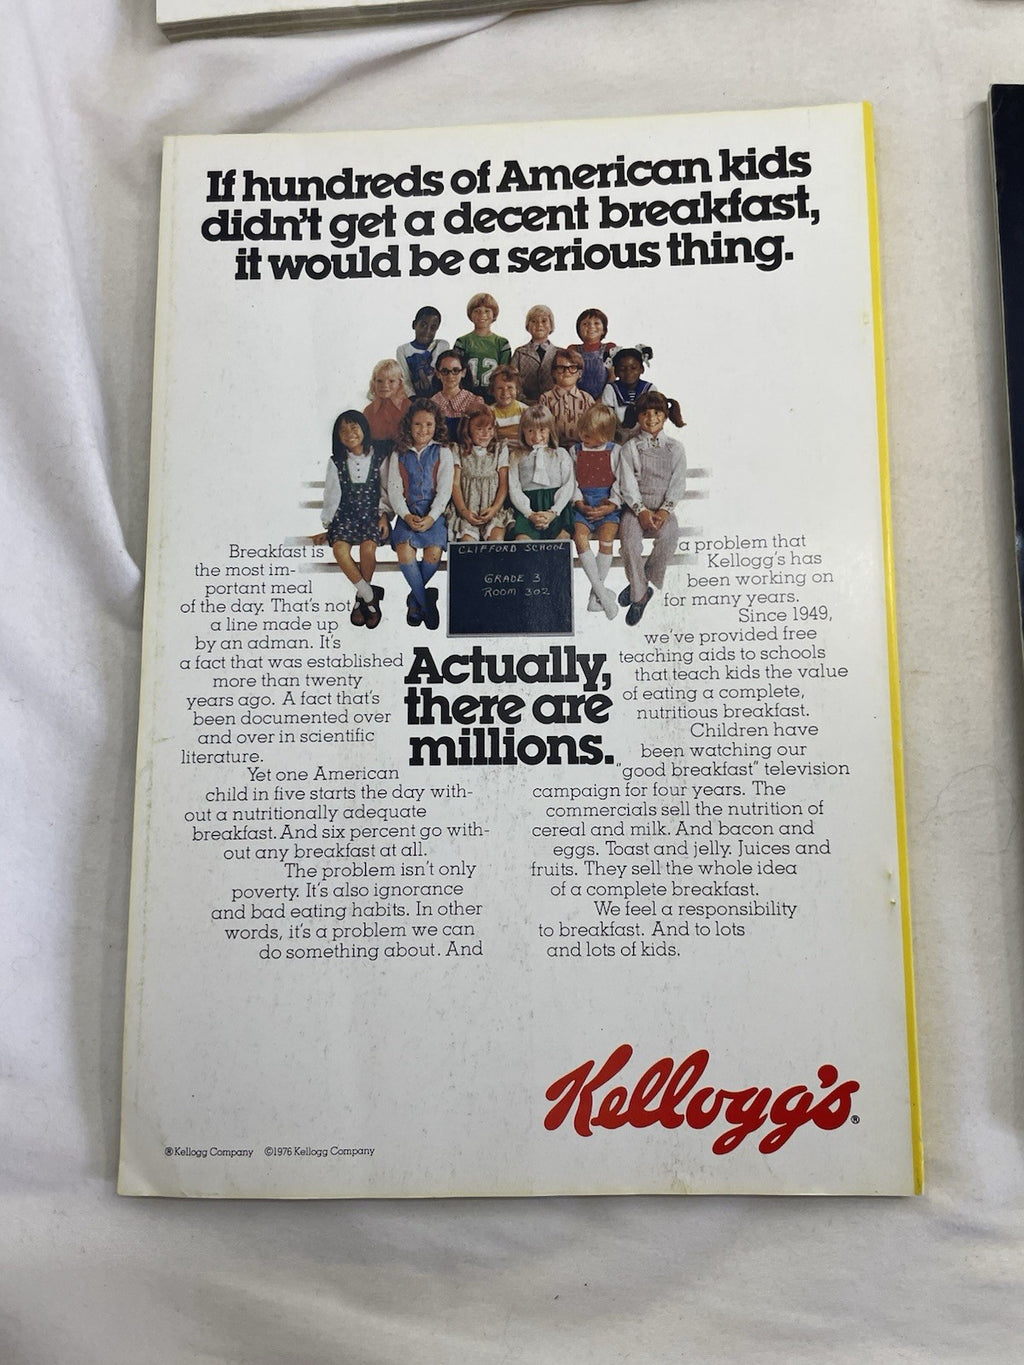 If hundreds of American kids
didn't get a decent breakfast,
it would be a serious thing.
12
CLIFFORD SCHOOL
GRADE 3
ROOM 302
Actually,
there are
millions.
Breakfast is
the most im-
portant meal
of the day. That's not
a line made up
by an adman. It's
a fact that was established
more than twenty
years ago. A fact that's
been documented over
and over in scientific
literature.
Yet one American
child in five starts the day with-
out a nutritionally adequate
breakfast. And six percent go with-
out any breakfast at all.
The problem isn't only
poverty. It's also ignorance
and bad eating habits. In other
words, it's a problem we can
do something about. And
a problem that
Kellogg's has
been working on
for many years.
Since 1949,
we've provided free
teaching aids to schools
that teach kids the value
of eating a complete,
nutritious breakfast.
Children have
been watching our
"good breakfast" television
campaign for four years. The
commercials sell the nutrition of
cereal and milk. And bacon and
eggs. Toast and jelly. Juices and
fruits. They sell the whole idea
of a complete breakfast.
We feel a responsibility
to breakfast. And to lots
and lots of kids.
Kellogg's®
® Kellogg Company ©1976 Kellogg Company